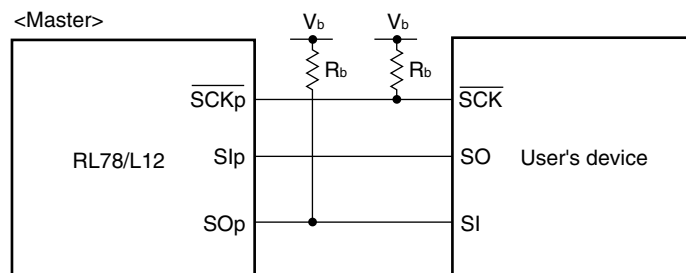 <Master>
Vb Vb
Rb Rb
SCKp SCK
RL78/L12 SIp SO User's device
SOp SI